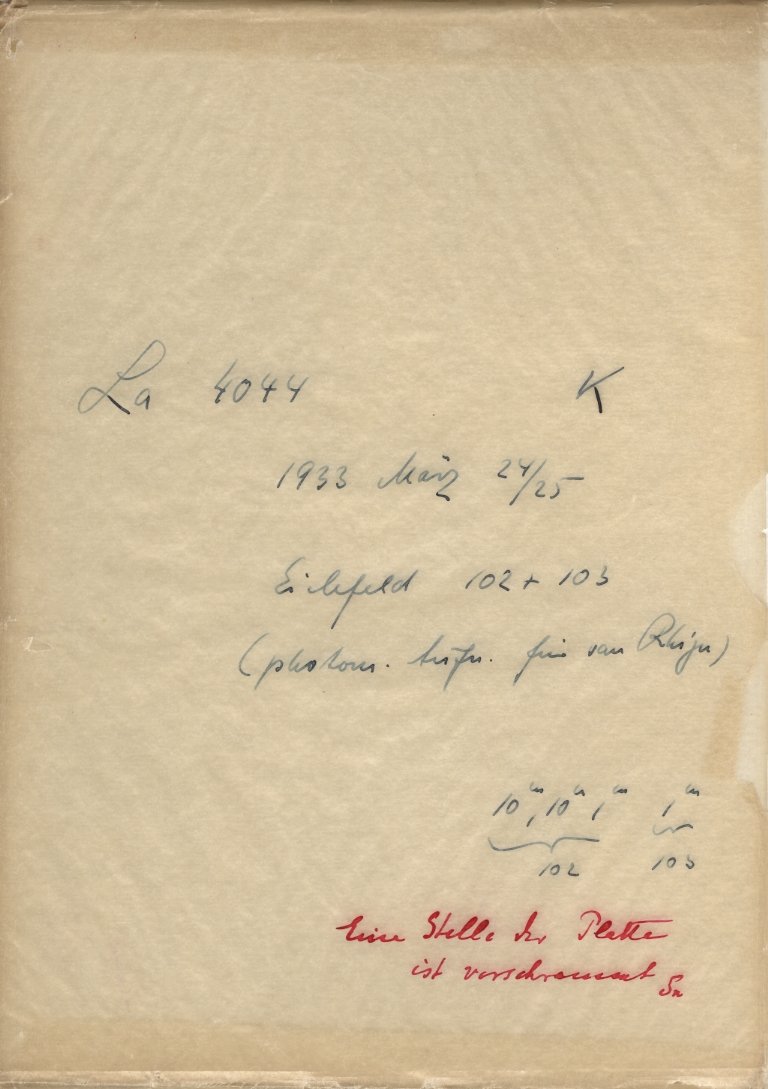 La 4044 K
1933 März 24/25
Eichfeld 102 + 103
(photom. Aufn. für van Rhijn)
10ᵐ, 10ᵐ, 1ᵐ 1ᵐ
102 103
Eine Stelle der Platte
ist verschrammt Sn